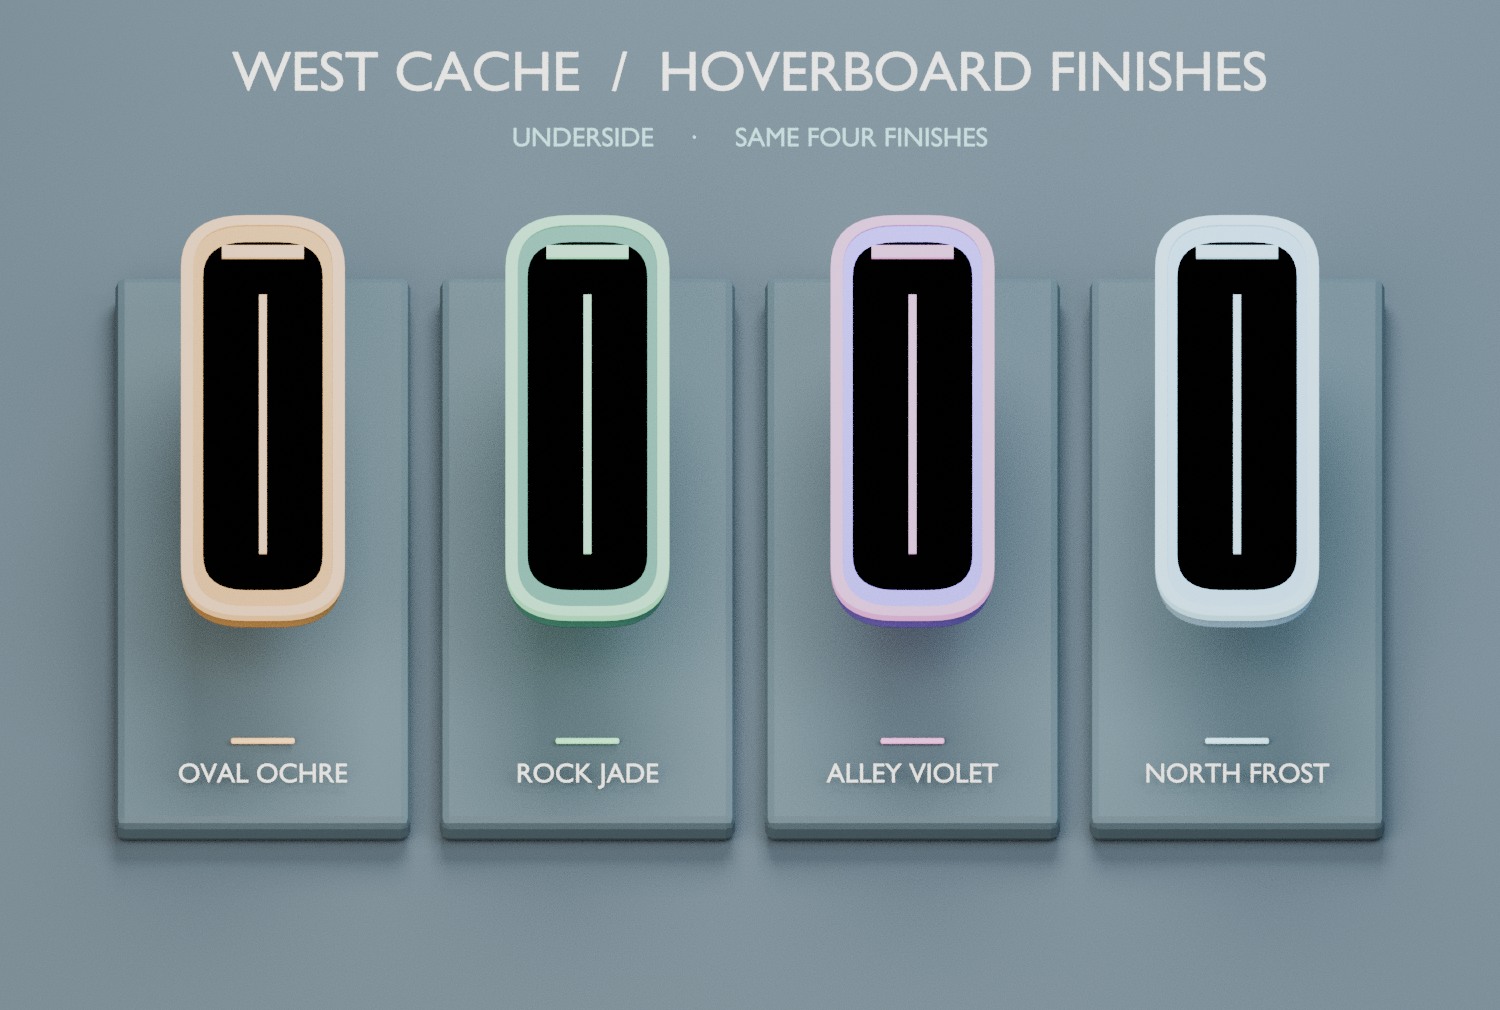 WEST CACHE / HOVERBOARD FINISHES
UNDERSIDE · SAME FOUR FINISHES
OVAL OCHRE
ROCK JADE
ALLEY VIOLET
NORTH FROST